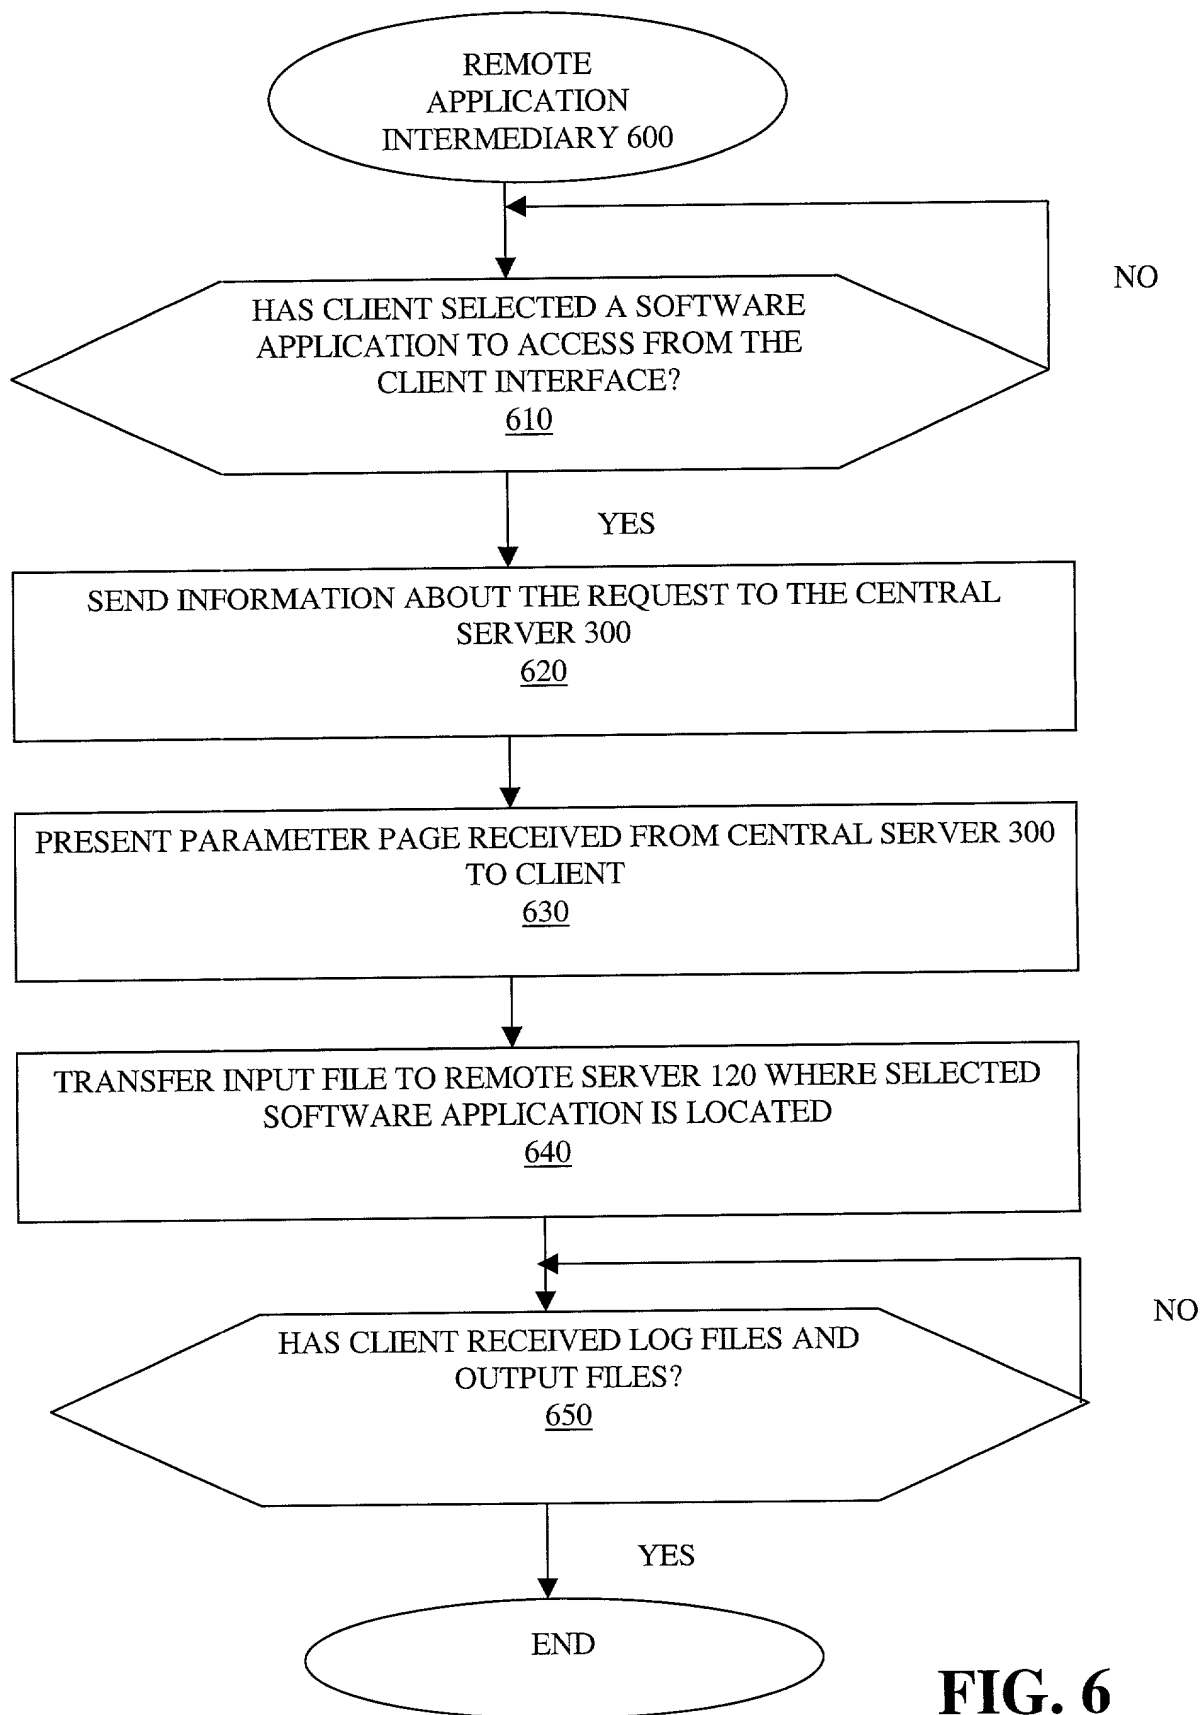 REMOTE
APPLICATION
INTERMEDIARY 600
NO
HAS CLIENT SELECTED A SOFTWARE
APPLICATION TO ACCESS FROM THE
CLIENT INTERFACE?
610
YES
SEND INFORMATION ABOUT THE REQUEST TO THE CENTRAL
SERVER 300
620
PRESENT PARAMETER PAGE RECEIVED FROM CENTRAL SERVER 300
TO CLIENT
630
TRANSFER INPUT FILE TO REMOTE SERVER 120 WHERE SELECTED
SOFTWARE APPLICATION IS LOCATED
640
NO
HAS CLIENT RECEIVED LOG FILES AND
OUTPUT FILES?
650
YES
END
FIG. 6